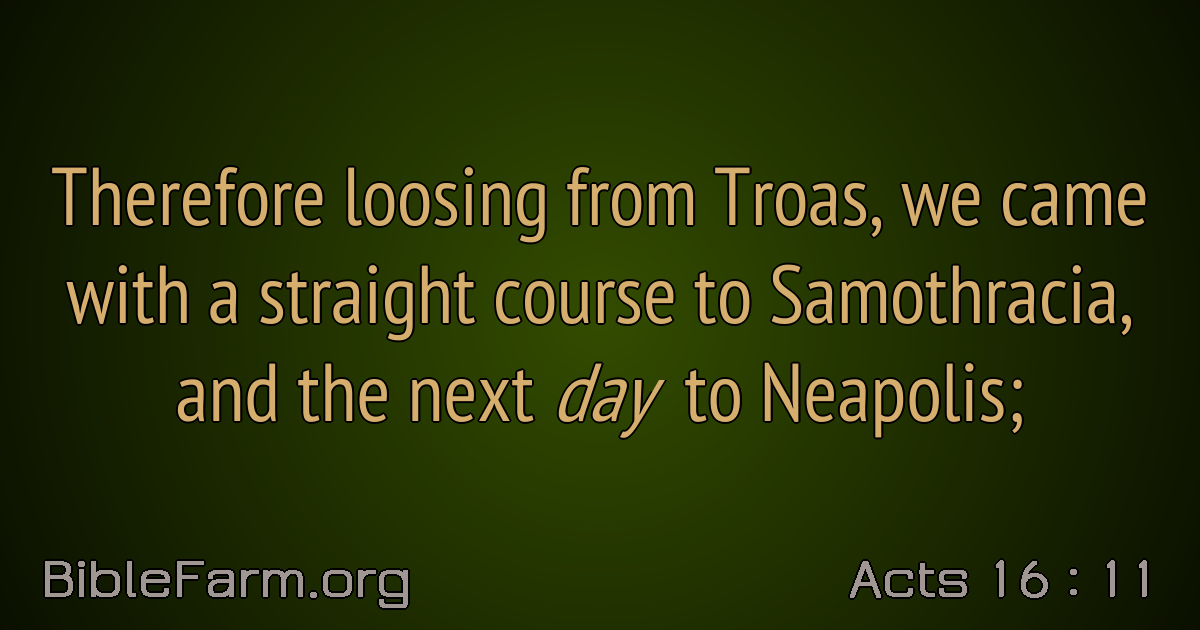 Therefore loosing from Troas, we came
with a straight course to Samothracia,
and the next day to Neapolis;
BibleFarm.org
Acts 16 : 11